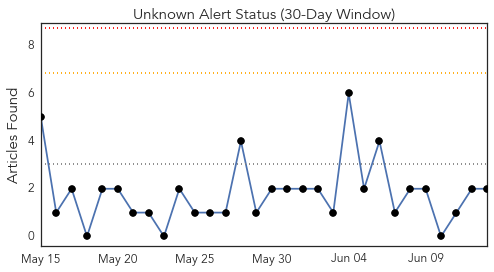 Unknown Alert Status (30-Day Window)
Articles Found
8
6
4
2
0
May 15 May 20 May 25 May 30 Jun 04 Jun 09